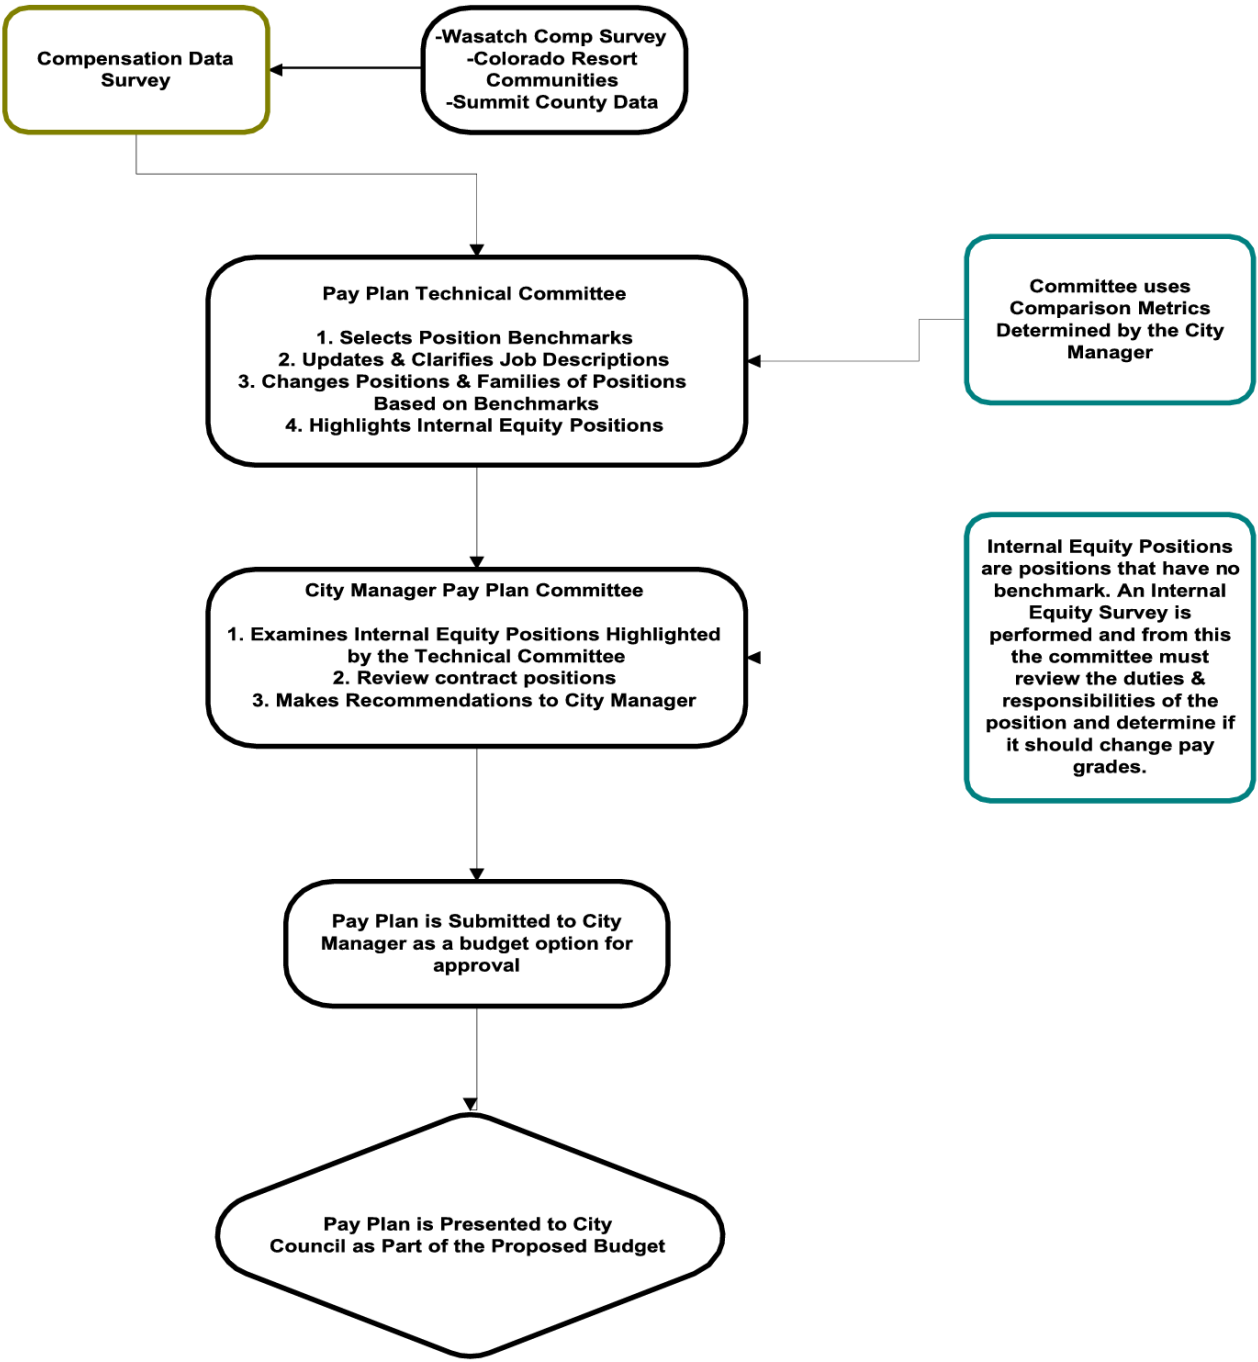 Compensation Data
Survey
-Wasatch Comp Survey
-Colorado Resort
Communities
-Summit County Data
Pay Plan Technical Committee
1. Selects Position Benchmarks
2. Updates & Clarifies Job Descriptions
3. Changes Positions & Families of Positions
Based on Benchmarks
4. Highlights Internal Equity Positions
Committee uses
Comparison Metrics
Determined by the City
Manager
City Manager Pay Plan Committee
1. Examines Internal Equity Positions Highlighted
by the Technical Committee
2. Review contract positions
3. Makes Recommendations to City Manager
Internal Equity Positions
are positions that have no
benchmark. An Internal
Equity Survey is
performed and from this
the committee must
review the duties &
responsibilities of the
position and determine if
it should change pay
grades.
Pay Plan is Submitted to City
Manager as a budget option for
approval
Pay Plan is Presented to City
Council as Part of the Proposed Budget